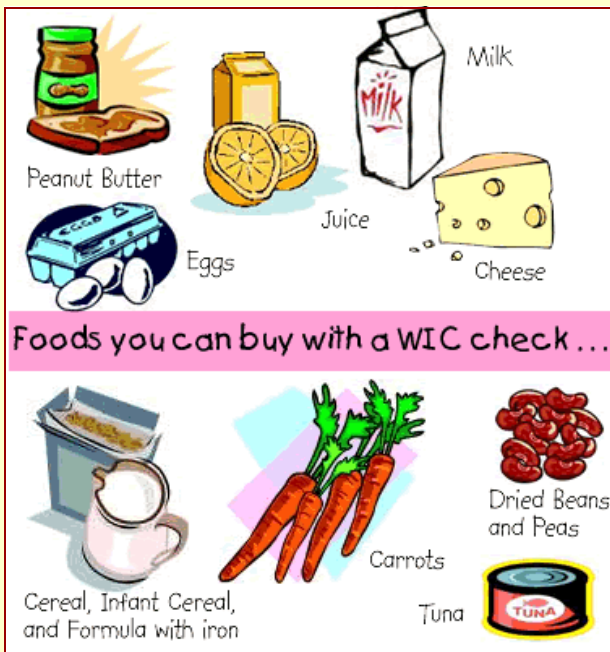 Milk
Milk
Peanut Butter
Juice
EGGS
Eggs
Cheese
Foods you can buy with a WIC check ...
Dried Beans
and Peas
Carrots
Cereal, Infant Cereal,
and Formula with iron
Tuna
TUNA